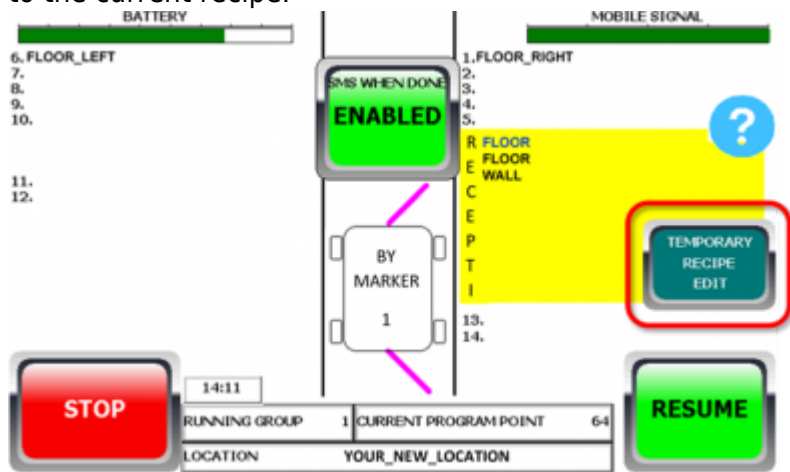 to the current recipe.
BATTERY
MOBILE SIGNAL
6. FLOOR_LEFT
7.
8.
9.
10.
11.
12.
SMS WHEN DONE
ENABLED
1.FLOOR_RIGHT
2.
3.
4.
5.
?
R FLOOR
E FLOOR
WALL
C
E
P
T
I
TEMPORARY
RECIPE
EDIT
BY
MARKER
1
13.
14.
STOP
14:11
RUNNING GROUP 1 CURRENT PROGRAM POINT 64
LOCATION YOUR_NEW_LOCATION
RESUME